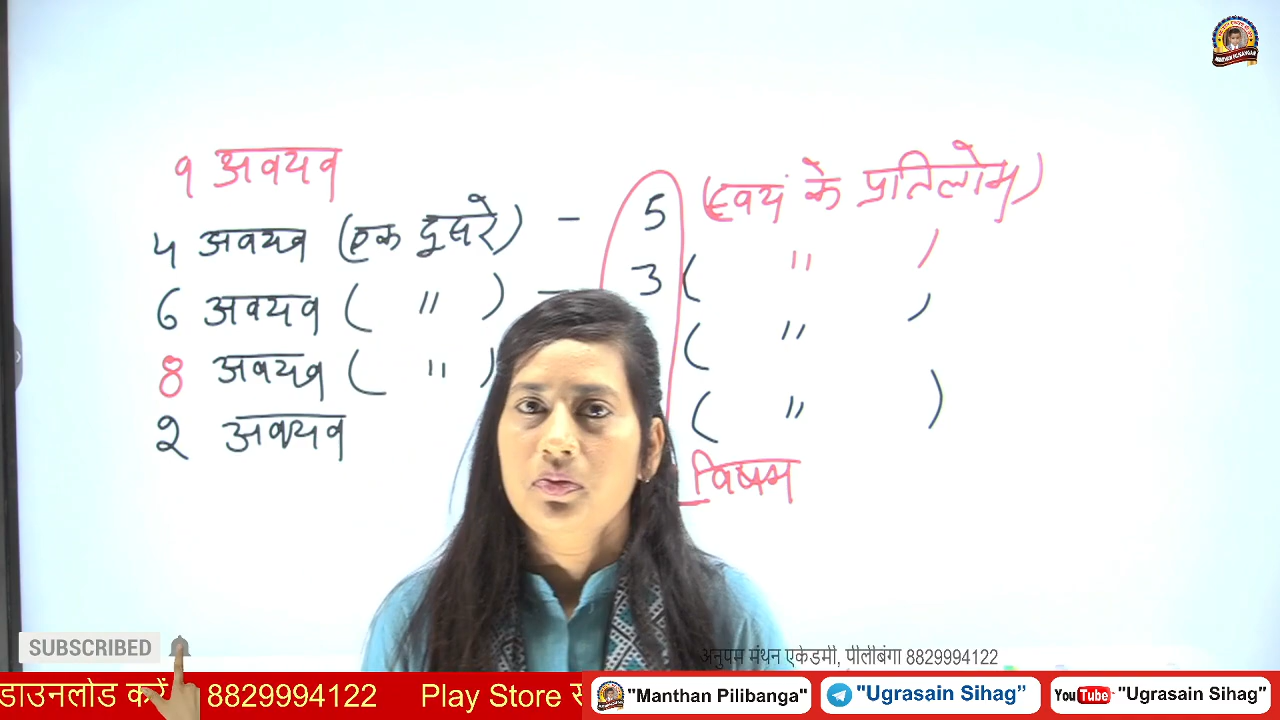 9 अवयव
4 अवयव (एक दूसरे) - 5 (स्वयं के प्रतिलोम)
6 अवयव ( " ) - 3 ( " )
8 अवयव ( " ) ( " )
2 अवयव ( " )
विषम
SUBSCRIBED
अनुपम मंथन एकेडमी, पीलीबंगा 8829994122
डाउनलोड करें 8829994122 Play Store से "Manthan Pilibanga" "Ugrasain Sihag" YouTube -"Ugrasain Sihag"